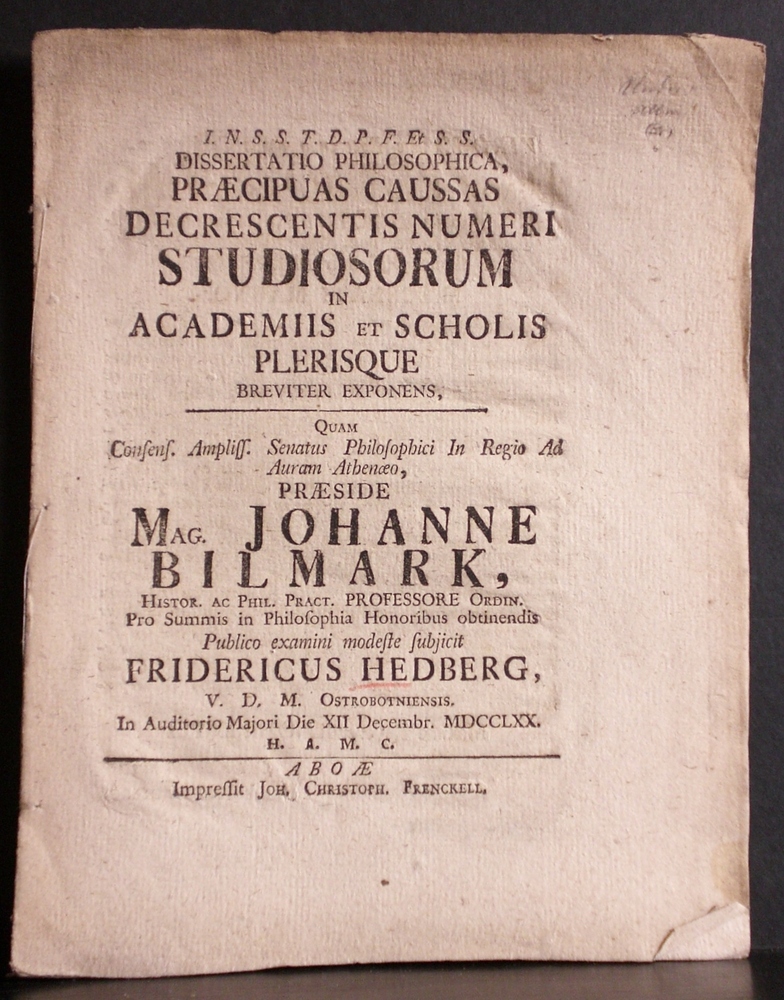 I. N. S. S. T. D. P. F. Et S. S.
DISSERTATIO PHILOSOPHICA,
PRÆCIPUAS CAUSSAS
DECRESCENTIS NUMERI
STUDIOSORUM
IN
ACADEMIIS ET SCHOLIS
PLERISQUE
BREVITER EXPONENS,
QUAM
Conſenſ. Ampliſſ. Senatus Philoſophici In Regio Ad
Auram Athenæo,
PRÆSIDE
MAG. JOHANNE
BILMARK,
HISTOR. AC PHIL. PRACT. PROFESSORE ORDIN.
Pro Summis in Philoſophia Honoribus obtinendis
Publico examini modeſte ſubjicit
FRIDERICUS HEDBERG,
V. D. M. OSTROBOTNIENSIS.
In Auditorio Majori Die XII Decembr. MDCCLXX.
H. A. M. C.
ABOÆ
Impreſſit JOH. CHRISTOPH. FRENCKELL.